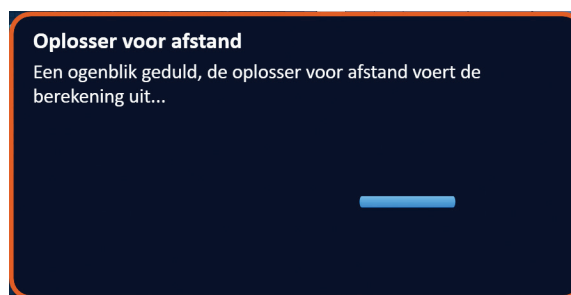 Oplosser voor afstand
Een ogenblik geduld, de oplosser voor afstand voert de
berekening uit...